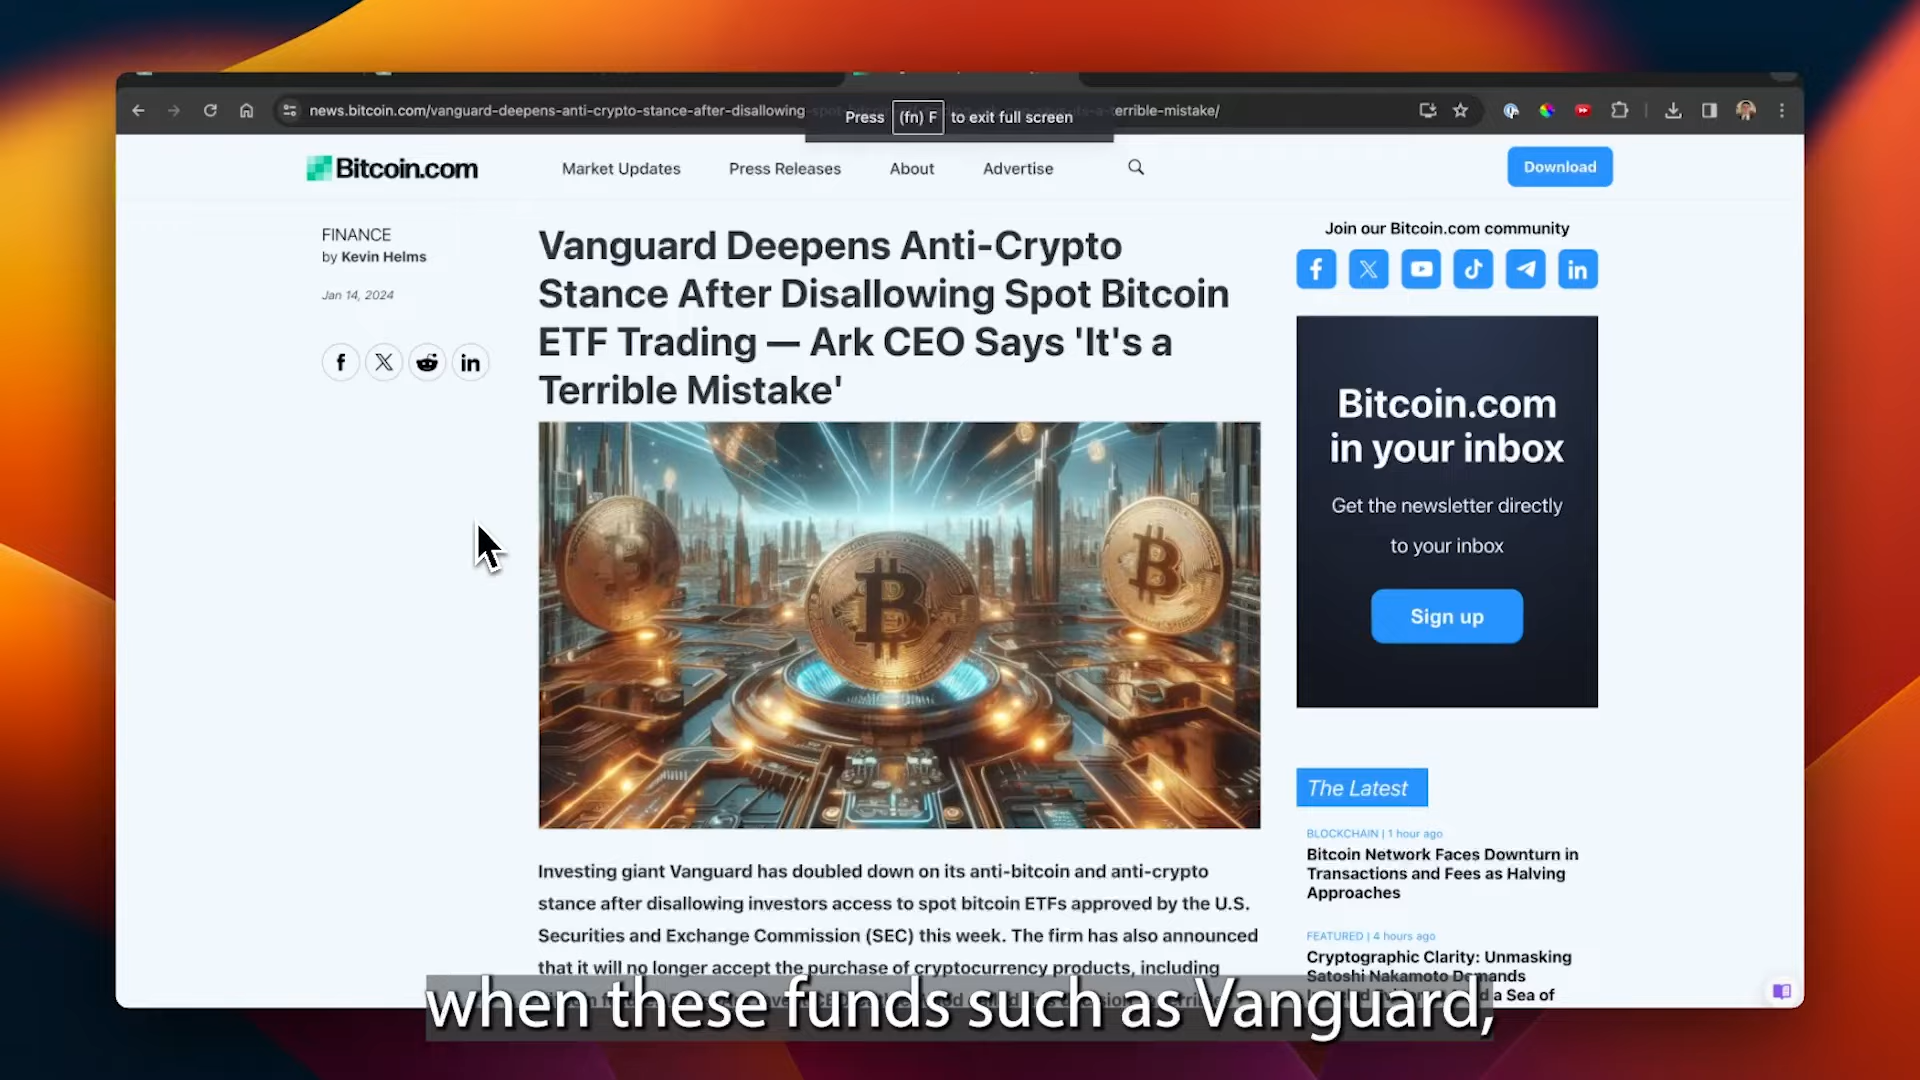 news.bitcoin.com/vanguard-deepens-anti-crypto-stance-after-disallowing-
terrible-mistake/
Press (fn) F to exit full screen
Bitcoin.com
Market Updates
Press Releases
About
Advertise
Download
FINANCE
by Kevin Helms
Jan 14, 2024
Vanguard Deepens Anti-Crypto
Stance After Disallowing Spot Bitcoin
ETF Trading — Ark CEO Says 'It's a
Terrible Mistake'
Investing giant Vanguard has doubled down on its anti-bitcoin and anti-crypto
stance after disallowing investors access to spot bitcoin ETFs approved by the U.S.
Securities and Exchange Commission (SEC) this week. The firm has also announced
that it will no longer accept the purchase of cryptocurrency products, including
Join our Bitcoin.com community
Bitcoin.com
in your inbox
Get the newsletter directly
to your inbox
Sign up
The Latest
BLOCKCHAIN | 1 hour ago
Bitcoin Network Faces Downturn in
Transactions and Fees as Halving
Approaches
FEATURED | 4 hours ago
Cryptographic Clarity: Unmasking
Satoshi Nakamoto Demands
a Sea of
when these funds such as Vanguard,